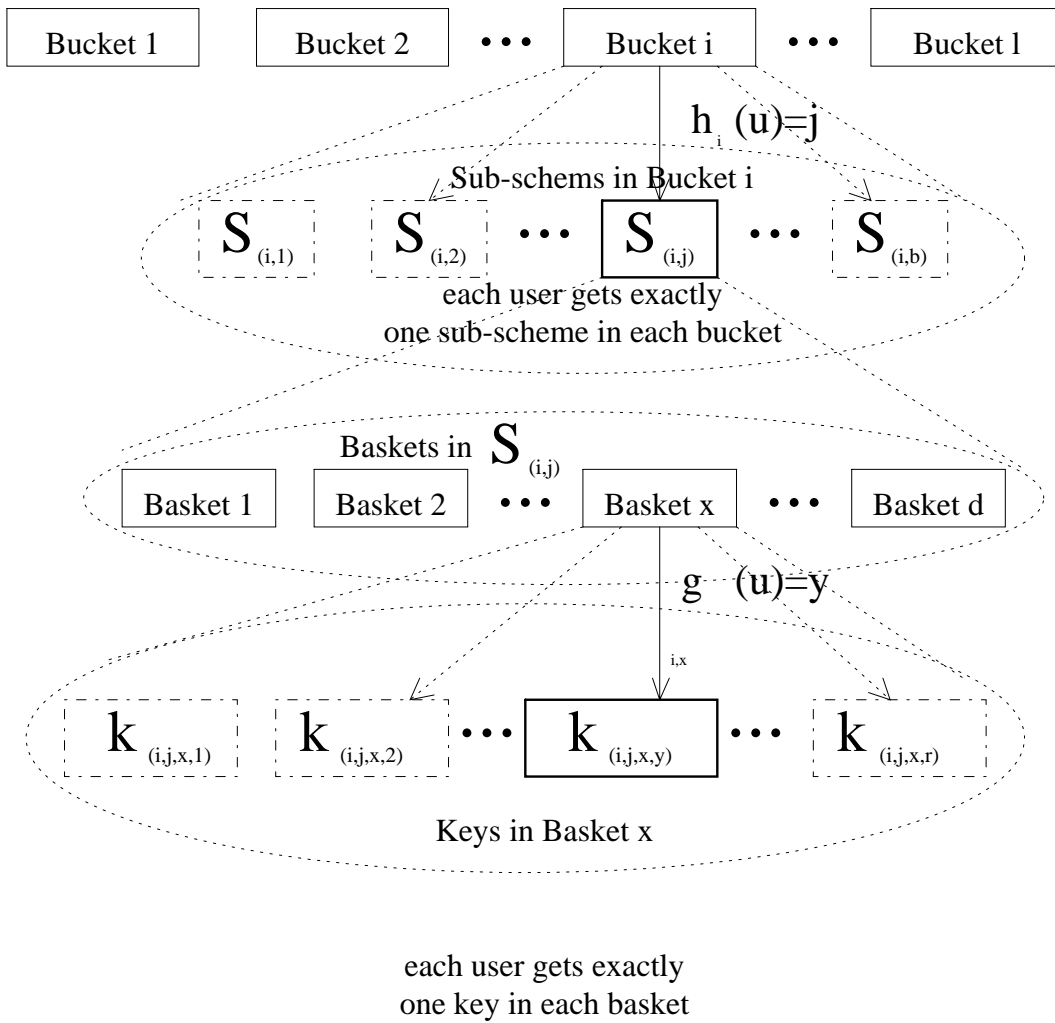 Bucket 1 Bucket 2 ••• Bucket i ••• Bucket l
h i (u)=j
Sub-schems in Bucket i
S (i,1) S (i,2) ••• S (i,j) ••• S (i,b)
each user gets exactly
one sub-scheme in each bucket
Baskets in S (i,j)
Basket 1 Basket 2 ••• Basket x ••• Basket d
g (u)=y
i,x
k (i,j,x,1) k (i,j,x,2) ••• k (i,j,x,y) ••• k (i,j,x,r)
Keys in Basket x
each user gets exactly
one key in each basket